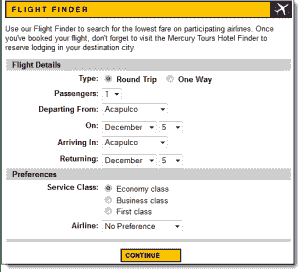 FLIGHT FINDER
Use our Flight Finder to search for the lowest fare on participating airlines. Once
you've booked your flight, don't forget to visit the Mercury Tours Hotel Finder to
reserve lodging in your destination city.
Flight Details
Type: Round Trip One Way
Passengers: 1
Departing From: Acapulco
On: December 5
Arriving In: Acapulco
Returning: December 5
Preferences
Service Class: Economy class
Business class
First class
Airline: No Preference
CONTINUE